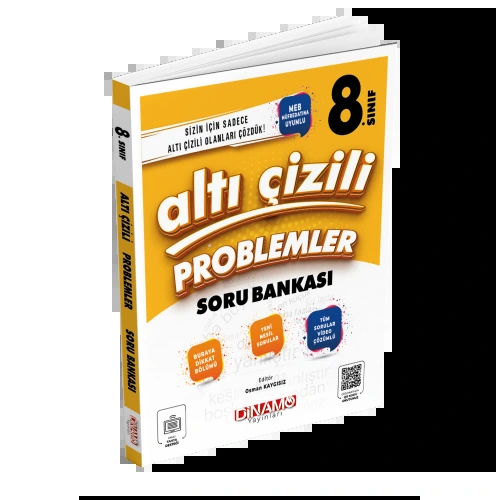 8. SINIF
MEB
MÜFREDATINA
UYUMLU
SİZİN İÇİN SADECE
ALTI ÇİZİLİ OLANLARI ÇÖZDÜK!
altı çizili
PROBLEMLER
SORU BANKASI
BURAYA
DİKKAT
BÖLÜMÜ
YENİ
NESİL
SORULAR
TÜM
SORULAR
VİDEO
ÇÖZÜMLÜ
Editör
Osman KAYGISIZ
DİNAMO
Yayınları
8. SINIF
ALTI ÇİZİLİ PROBLEMLER SORU BANKASI